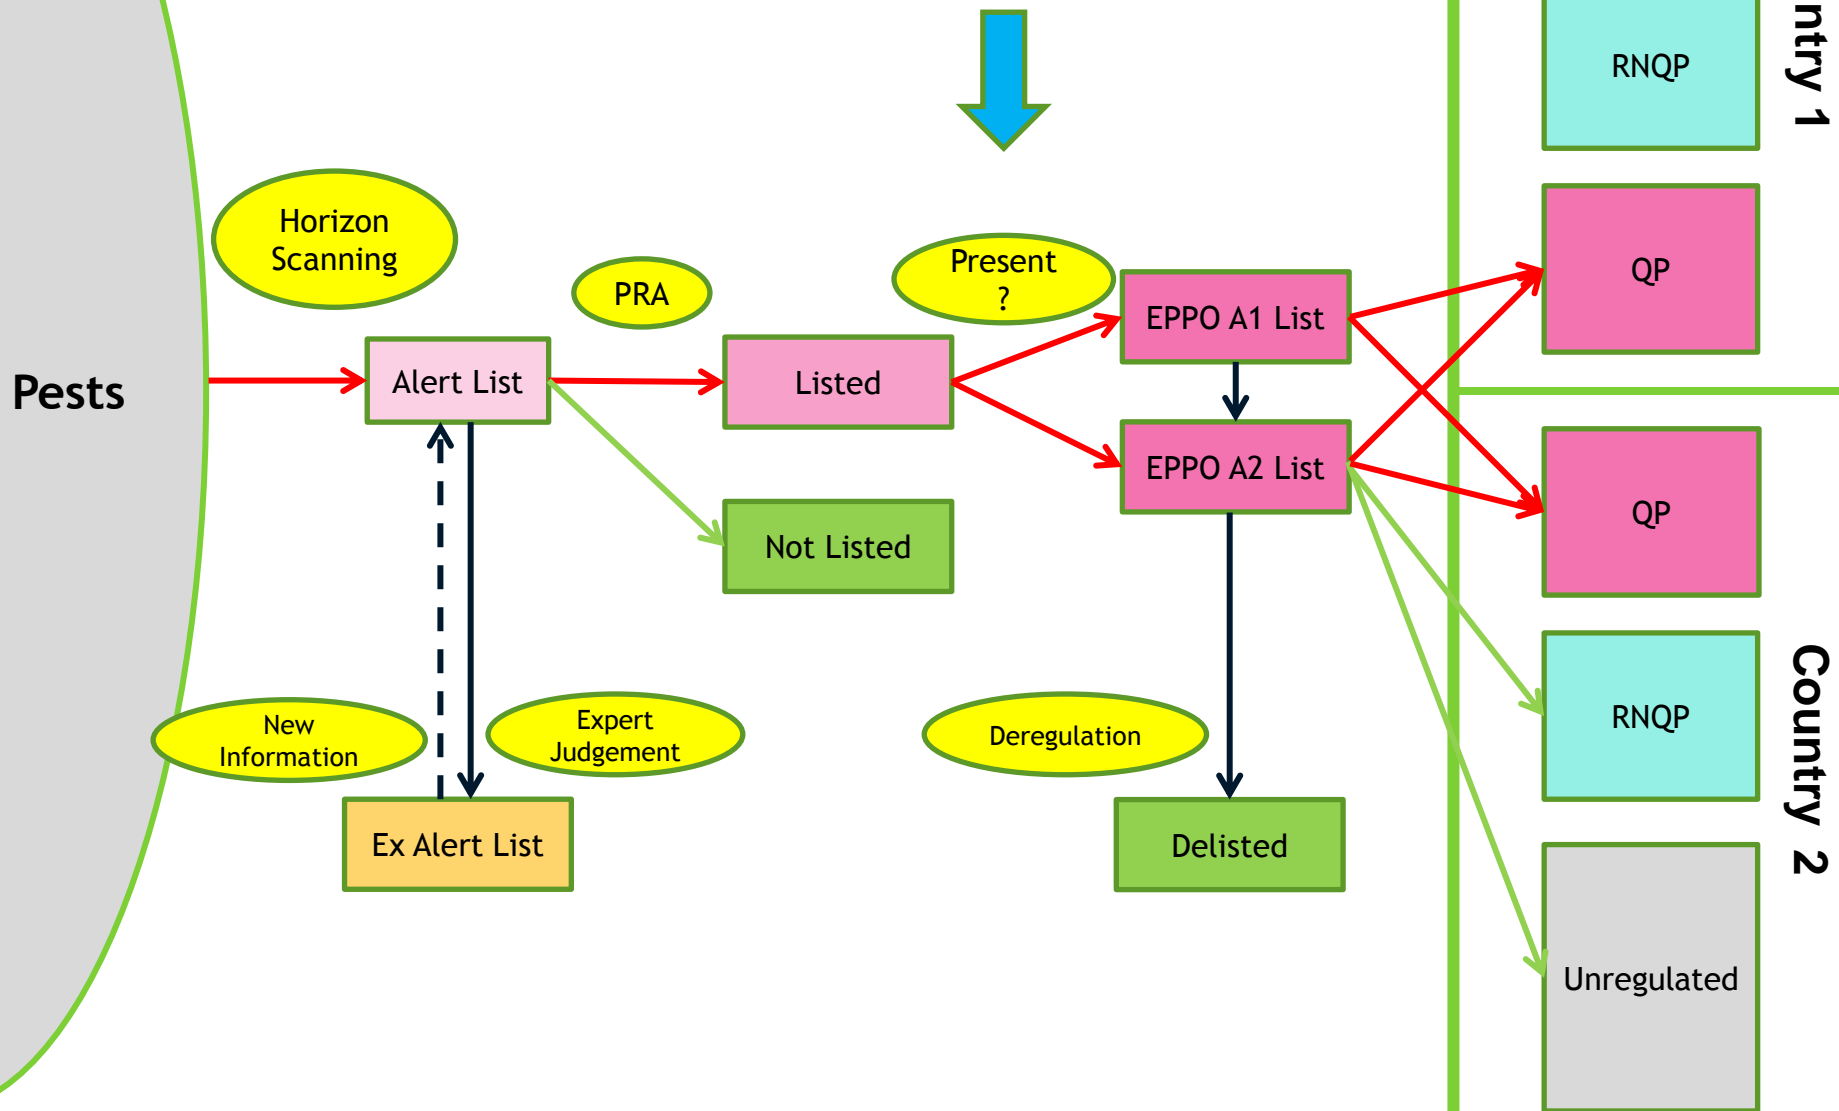 ntry 1
RNQP
Horizon
Scanning
PRA
Present
?
QP
EPPO A1 List
Pests
Alert List
Listed
EPPO A2 List
QP
Not Listed
New
Information
Expert
Judgement
Deregulation
RNQP
Country 2
Ex Alert List
Delisted
Unregulated